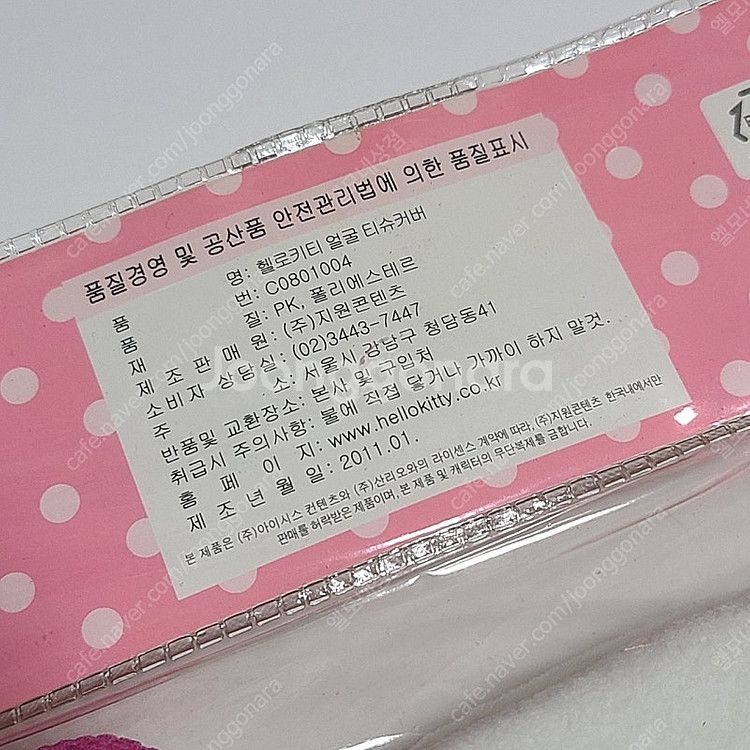 품질경영 및 공산품 안전관리법에 의한 품질표시
품 명: 헬로키티 얼굴 티슈커버
품 번: C0801004
재 질: PK, 폴리에스테르
제 조 판 매 원: (주)지원콘텐츠
소비자 상담실: (02)3443-7447
주 소: 서울시 강남구 청담동41
반품및 교환장소: 본사 및 구입처
취급시 주의사항: 불에 직접 닿거나 가까이 하지 말것.
홈 페 이 지: www.hellokitty.co.kr
제 조 년 월 일: 2011.01.
본 제품은 (주)아이시스 컨텐츠와 (주)산리오와의 라이센스 계약에 따라, (주)지원콘텐츠 한국내에서만
판매를 허락받은 제품이며, 본 제품 및 캐릭터의 무단복제를 금합니다.
Joonggonara
cafe.naver.com/joonggonara